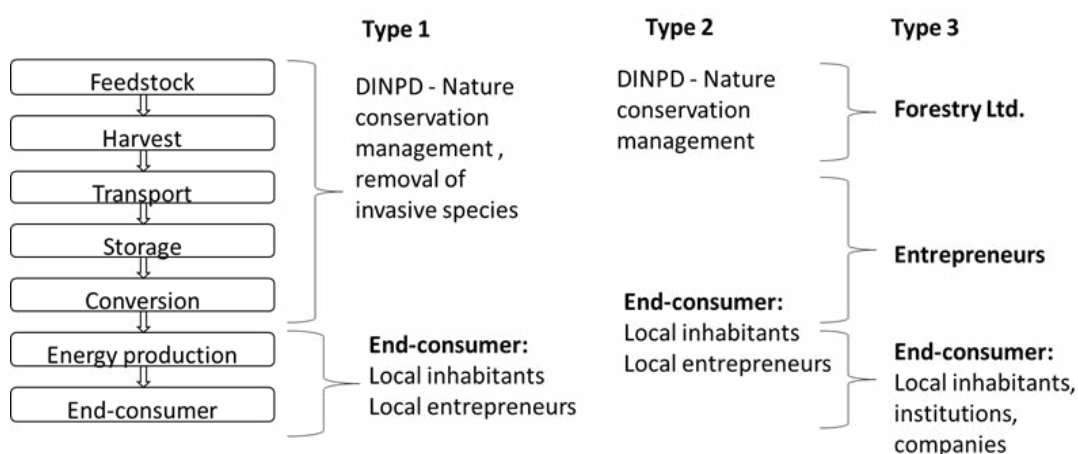 Type 1
Type 2
Type 3
Feedstock
Harvest
Transport
Storage
Conversion
Energy production
End-consumer
DINPD - Nature
conservation
management ,
removal of
invasive species
End-consumer:
Local inhabitants
Local entrepreneurs
DINPD - Nature
conservation
management
End-consumer:
Local inhabitants
Local entrepreneurs
Forestry Ltd.
Entrepreneurs
End-consumer:
Local inhabitants,
institutions,
companies